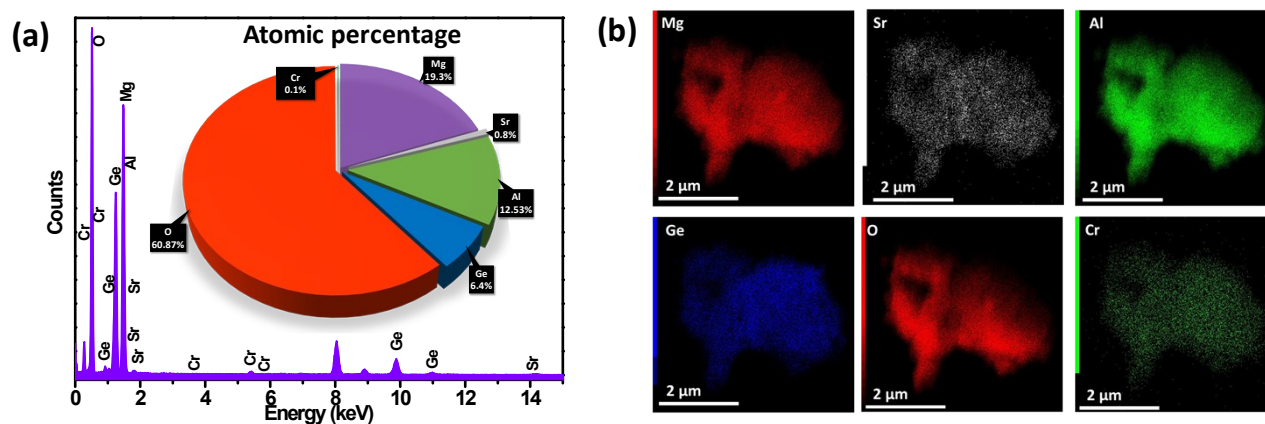 (a)
Atomic percentage
Cr
0.1%
Mg
19.3%
Sr
0.8%
Al
12.53%
Ge
6.4%
O
60.87%
Counts
Cr
O
Cr
Ge
Ge
Ge
Mg
Al
Sr
Sr
Sr
Cr
Cr
Cr
Ge
Ge
Sr
0
2
4
6
8
10
12
14
Energy (keV)
(b)
Mg
2 μm
Sr
2 μm
Al
2 μm
Ge
2 μm
O
2 μm
Cr
2 μm